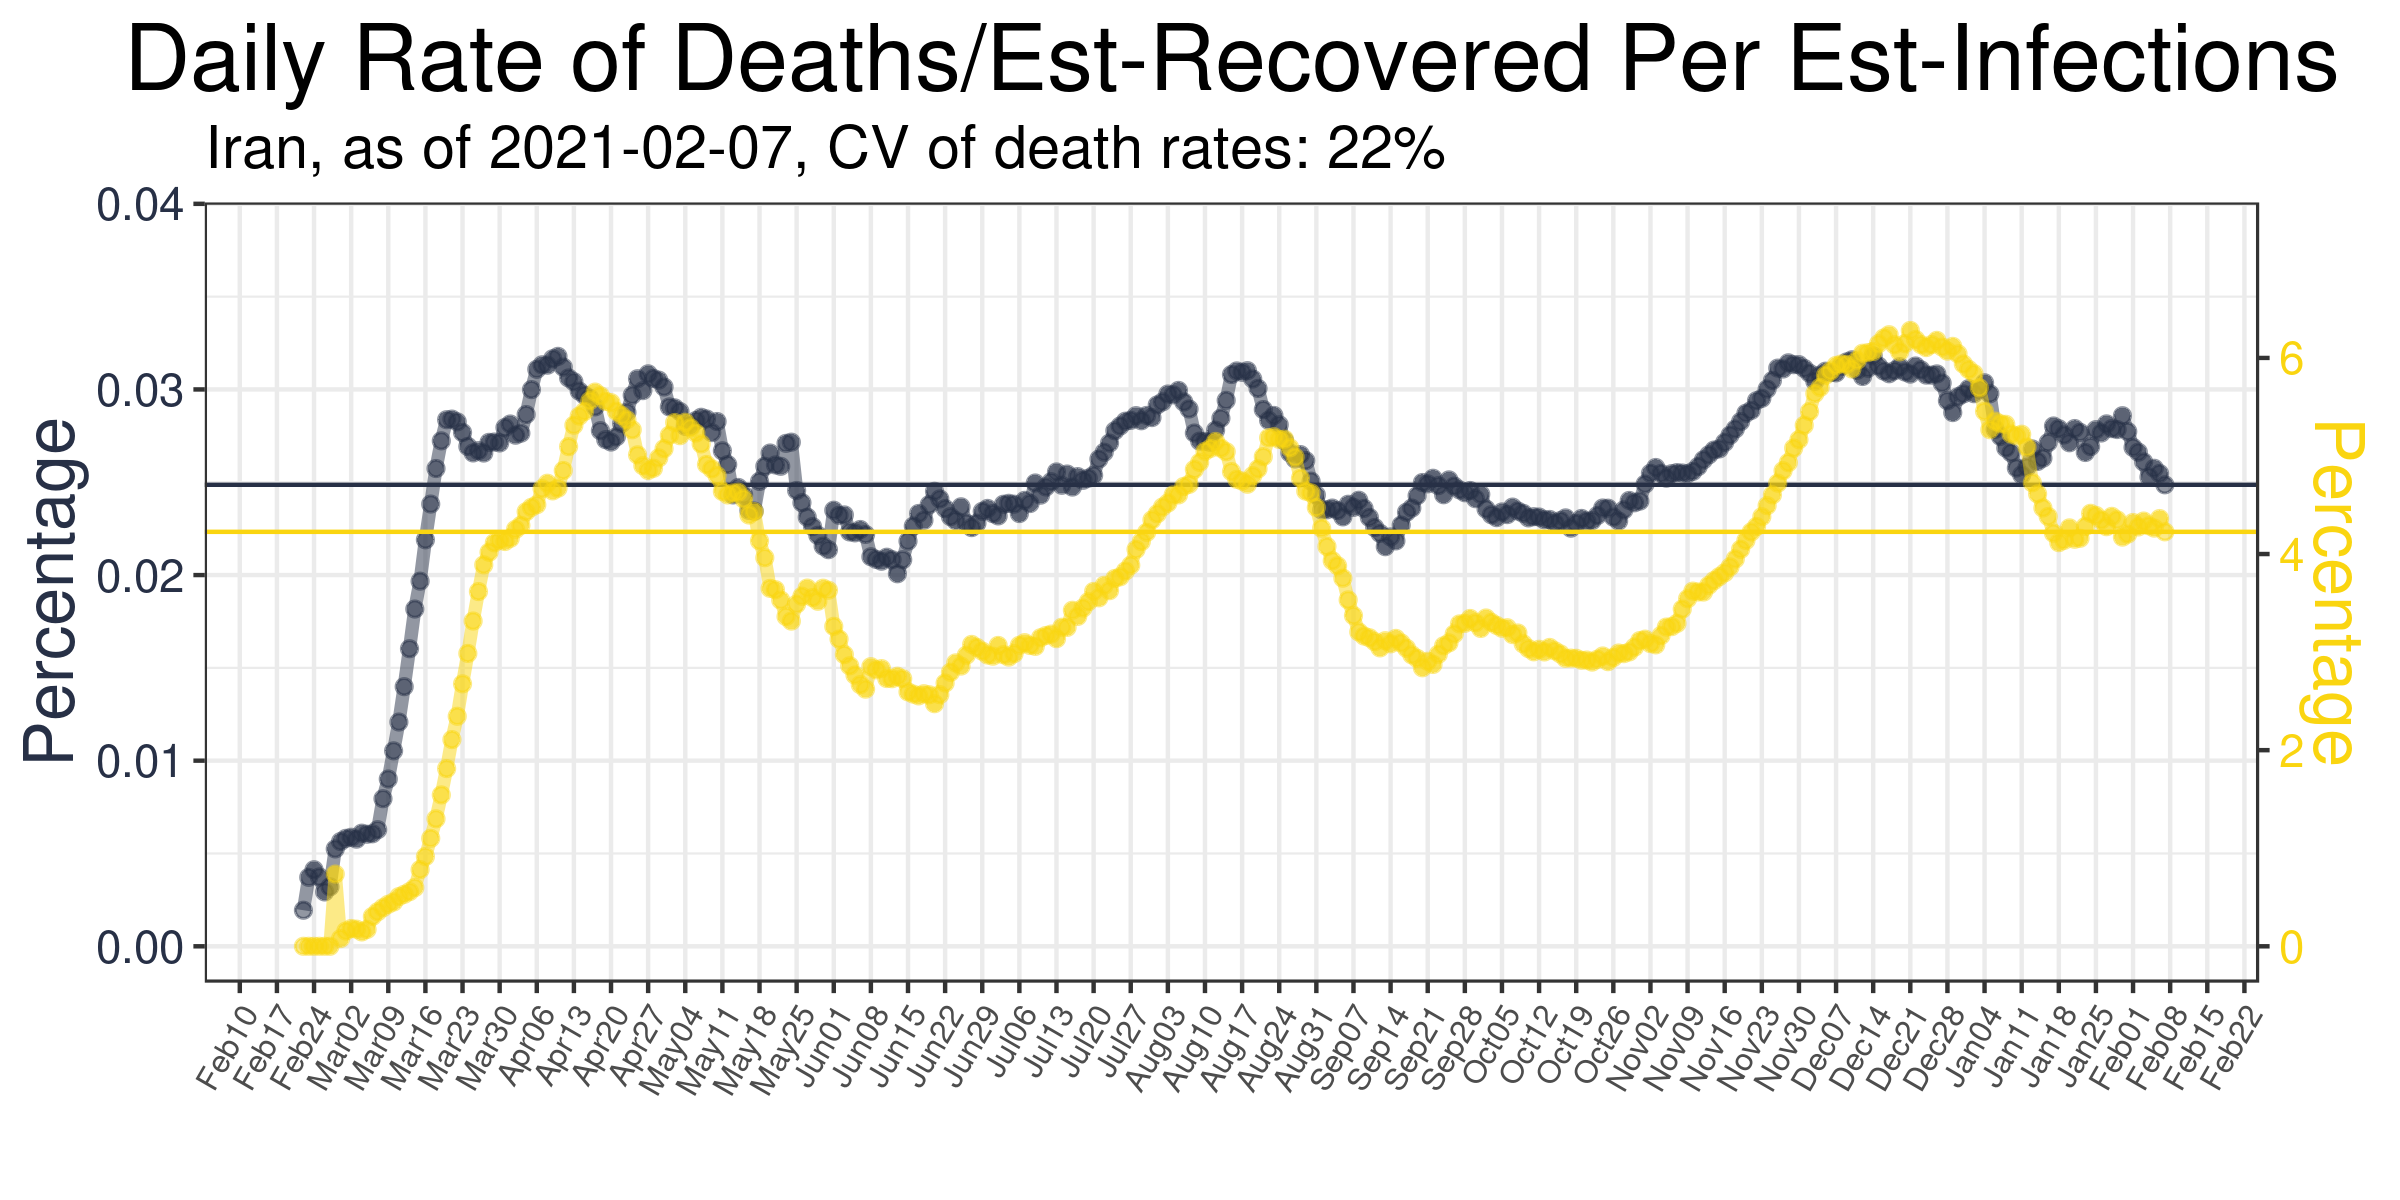 Daily Rate of Deaths/Est-Recovered Per Est-Infections
Iran, as of 2021-02-07, CV of death rates: 22%
Percentage
0.04
0.03
0.02
0.01
0.00
6
4
2
0
Percentage
Feb10
Feb17
Feb24
Mar02
Mar09
Mar16
Mar23
Mar30
Apr06
Apr13
Apr20
Apr27
May04
May11
May18
May25
Jun01
Jun08
Jun15
Jun22
Jun29
Jul06
Jul13
Jul20
Jul27
Aug03
Aug10
Aug17
Aug24
Aug31
Sep07
Sep14
Sep21
Sep28
Oct05
Oct12
Oct19
Oct26
Nov02
Nov09
Nov16
Nov23
Nov30
Dec07
Dec14
Dec21
Dec28
Jan04
Jan11
Jan18
Jan25
Feb01
Feb08
Feb15
Feb22